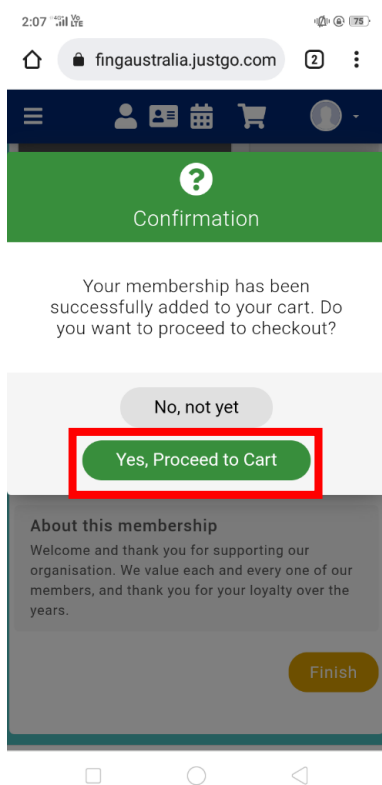 2:07 4G Vo LTE 75
fingaustralia.justgo.com 2
Confirmation
Your membership has been
successfully added to your cart. Do
you want to proceed to checkout?
No, not yet
Yes, Proceed to Cart
About this membership
Welcome and thank you for supporting our
organisation. We value each and every one of our
members, and thank you for your loyalty over the
years.
Finish